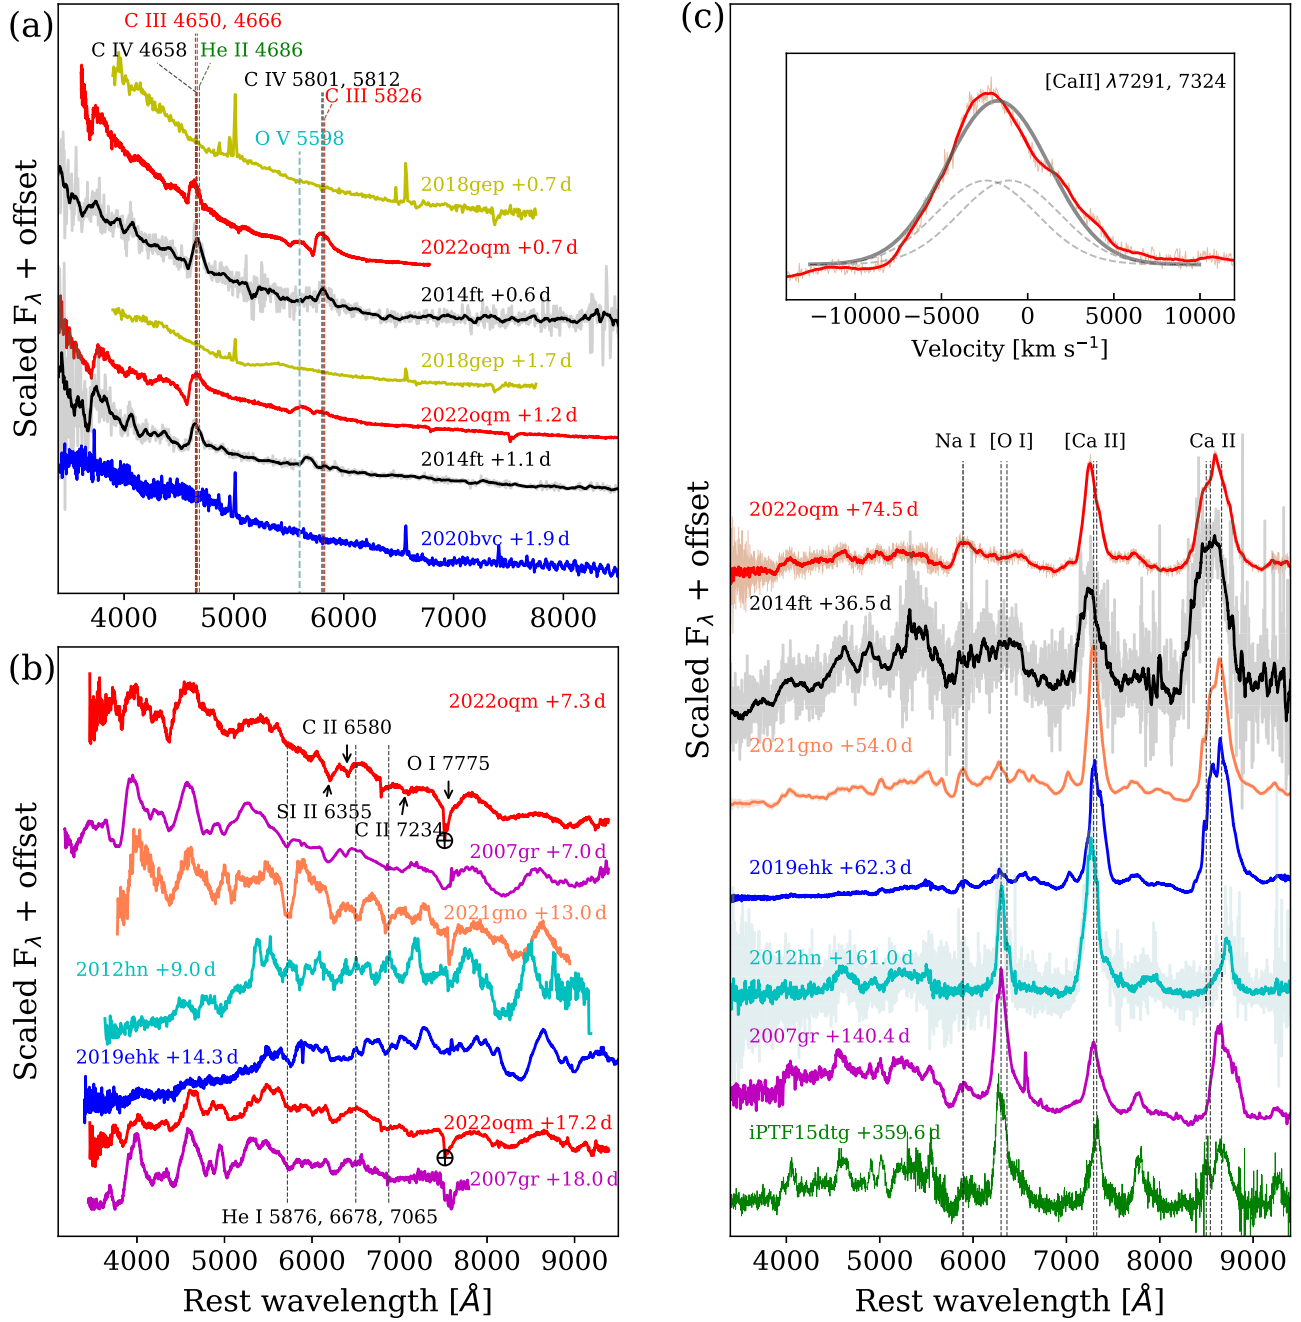 (a)
C III 4650, 4666
C IV 4658
He II 4686
C IV 5801, 5812
C III 5826
O V 5598
2018gep +0.7 d
2022oqm +0.7 d
2014ft +0.6 d
2018gep +1.7 d
2022oqm +1.2 d
2014ft +1.1 d
2020bvc +1.9 d
Scaled Fλ + offset
4000 5000 6000 7000 8000
(b)
2022oqm +7.3 d
C II 6580
O I 7775
SI II 6355
C II 7234
2007gr +7.0 d
2021gno +13.0 d
2012hn +9.0 d
2019ehk +14.3 d
2022oqm +17.2 d
2007gr +18.0 d
He I 5876, 6678, 7065
Scaled Fλ + offset
4000 5000 6000 7000 8000 9000
Rest wavelength [Å]
(c)
[CaII] λ7291, 7324
−10000 −5000 0 5000 10000
Velocity [km s⁻¹]
Na I [O I] [Ca II] Ca II
2022oqm +74.5 d
2014ft +36.5 d
2021gno +54.0 d
2019ehk +62.3 d
2012hn +161.0 d
2007gr +140.4 d
iPTF15dtg +359.6 d
Scaled Fλ + offset
4000 5000 6000 7000 8000 9000
Rest wavelength [Å]